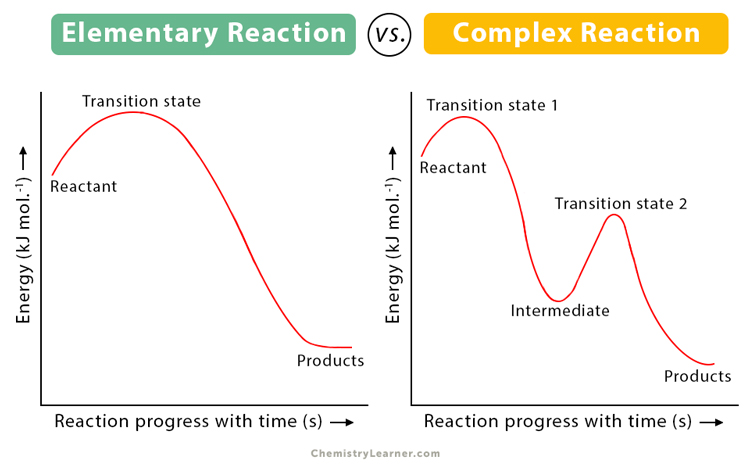 Elementary Reaction
vs.
Complex Reaction
Transition state
Reactant
Products
Energy (kJ mol.⁻¹) →
Reaction progress with time (s) →
Transition state 1
Reactant
Transition state 2
Intermediate
Products
Energy (kJ mol.⁻¹) →
Reaction progress with time (s) →
ChemistryLearner.com